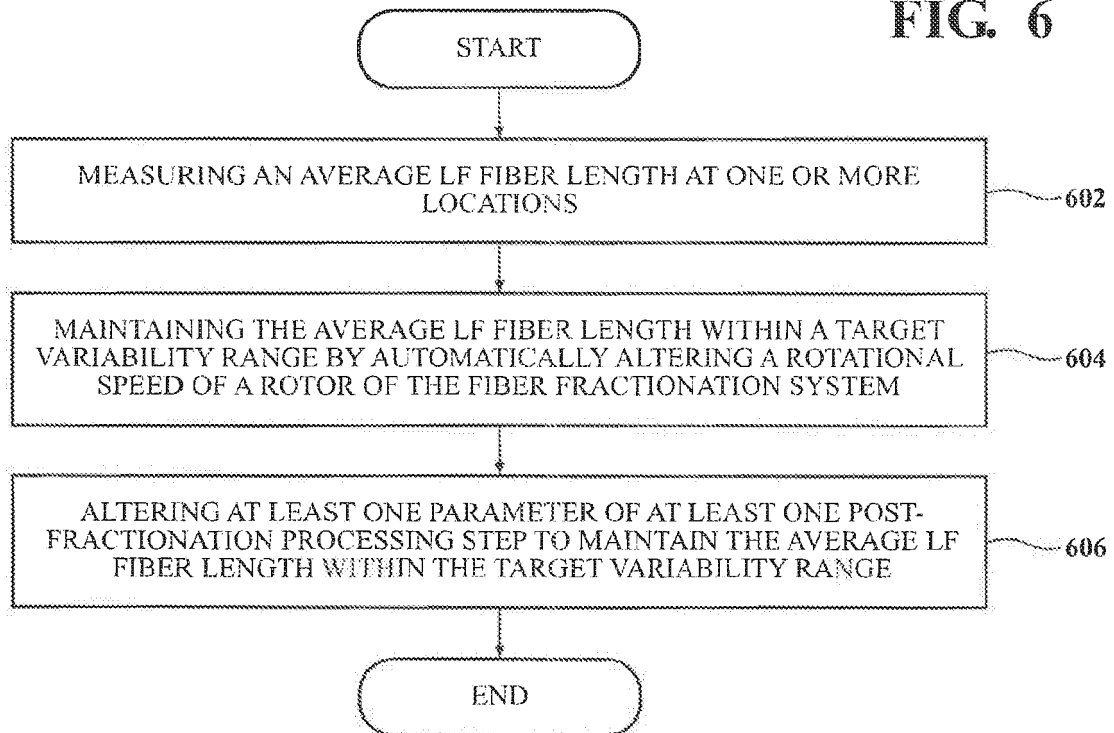 FIG. 6
START
MEASURING AN AVERAGE LF FIBER LENGTH AT ONE OR MORE
LOCATIONS
602
MAINTAINING THE AVERAGE LF FIBER LENGTH WITHIN A TARGET
VARIABILITY RANGE BY AUTOMATICALLY ALTERING A ROTATIONAL
SPEED OF A ROTOR OF THE FIBER FRACTIONATION SYSTEM
604
ALTERING AT LEAST ONE PARAMETER OF AT LEAST ONE POST-
FRACTIONATION PROCESSING STEP TO MAINTAIN THE AVERAGE LF
FIBER LENGTH WITHIN THE TARGET VARIABILITY RANGE
606
END